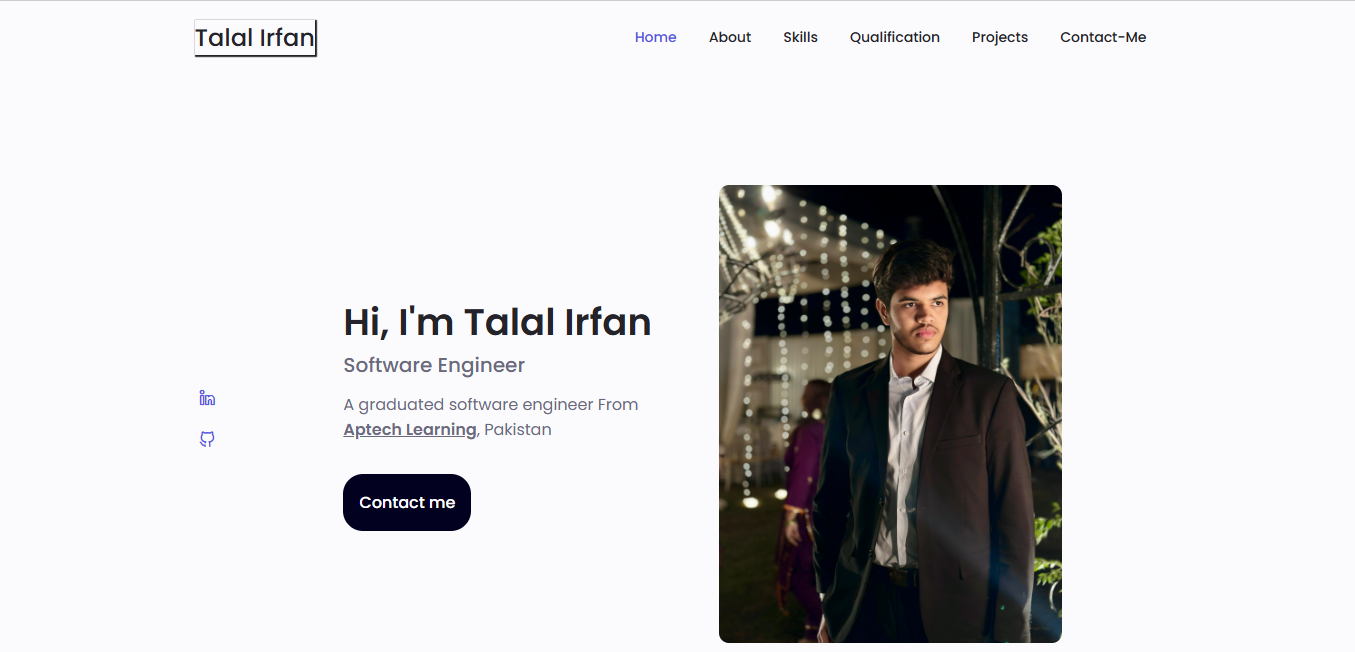 Talal Irfan
Home About Skills Qualification Projects Contact-Me
Hi, I'm Talal Irfan
Software Engineer
A graduated software engineer From
Aptech Learning, Pakistan
Contact me